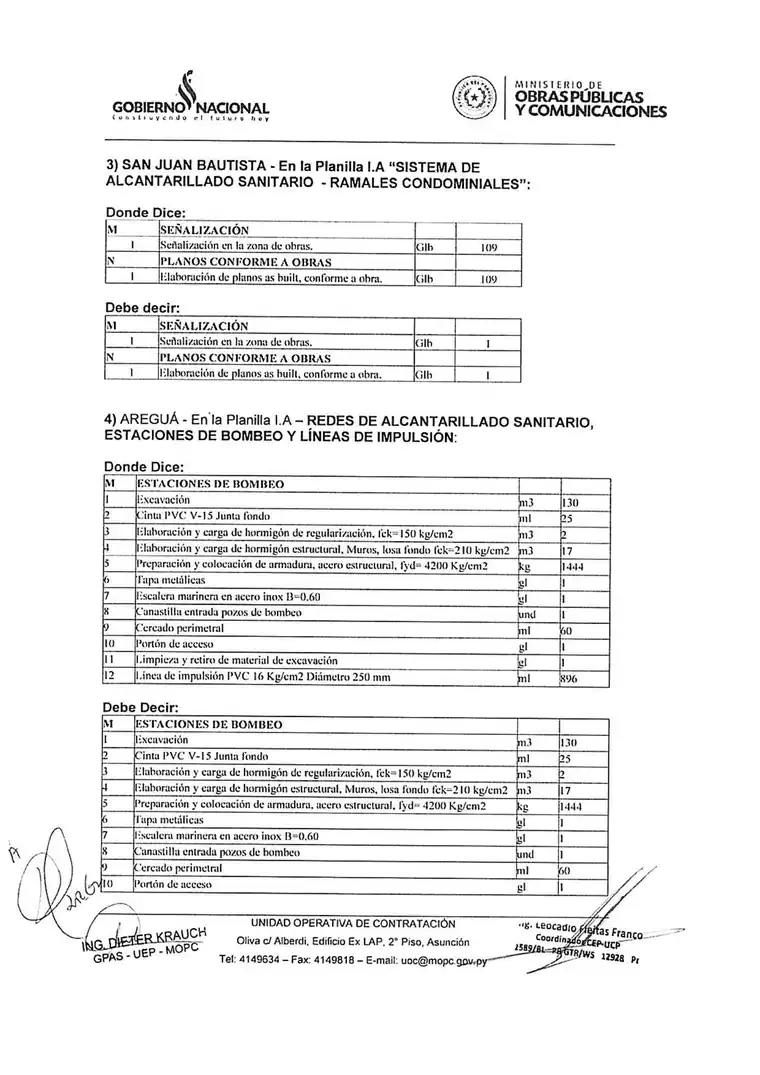 GOBIERNO NACIONAL
Construyendo el futuro hoy
MINISTERIO DE
OBRAS PÚBLICAS
Y COMUNICACIONES
3) SAN JUAN BAUTISTA - En la Planilla I.A “SISTEMA DE
ALCANTARILLADO SANITARIO - RAMALES CONDOMINIALES”:
Donde Dice:
M SEÑALIZACIÓN
1 Señalización en la zona de obras. Glb 109
N PLANOS CONFORME A OBRAS
1 Elaboración de planos as built, conforme a obra. Glb 109
Debe decir:
M SEÑALIZACIÓN
1 Señalización en la zona de obras. Glb 1
N PLANOS CONFORME A OBRAS
1 Elaboración de planos as built, conforme a obra. Glb 1
4) AREGUÁ - En la Planilla I.A – REDES DE ALCANTARILLADO SANITARIO,
ESTACIONES DE BOMBEO Y LÍNEAS DE IMPULSIÓN:
Donde Dice:
M ESTACIONES DE BOMBEO
1 Excavación m3 130
2 Cinta PVC V-15 Junta fondo ml 25
3 Elaboración y carga de hormigón de regularización, fck=150 kg/cm2 m3 2
4 Elaboración y carga de hormigón estructural, Muros, losa fondo fck=210 kg/cm2 m3 17
5 Preparación y colocación de armadura, acero estructural, fyd= 4200 Kg/cm2 kg 1444
6 Tapa metálicas gl 1
7 Escalera marinera en acero inox B=0,60 gl 1
8 Canastilla entrada pozos de bombeo und 1
9 Cercado perimetral ml 60
10 Portón de acceso gl 1
11 Limpieza y retiro de material de excavación gl 1
12 Linea de impulsión PVC 16 Kg/cm2 Diámetro 250 mm ml 896
Debe Decir:
M ESTACIONES DE BOMBEO
1 Excavación m3 130
2 Cinta PVC V-15 Junta fondo ml 25
3 Elaboración y carga de hormigón de regularización, fck=150 kg/cm2 m3 2
4 Elaboración y carga de hormigón estructural, Muros, losa fondo fck=210 kg/cm2 m3 17
5 Preparación y colocación de armadura, acero estructural, fyd= 4200 Kg/cm2 kg 1444
6 Tapa metálicas gl 1
7 Escalera marinera en acero inox B=0,60 gl 1
8 Canastilla entrada pozos de bombeo und 1
9 Cercado perimetral ml 60
10 Portón de acceso gl 1
UNIDAD OPERATIVA DE CONTRATACIÓN
Oliva c/ Alberdi, Edificio Ex LAP, 2° Piso, Asunción
Tel: 4149634 – Fax: 4149818 – E-mail: uoc@mopc.gov.py
ING. DIETER KRAUCH
GPAS - UEP - MOPC
Ing. Leocadio Fleitas Franco
Coordinador CEP-UCP